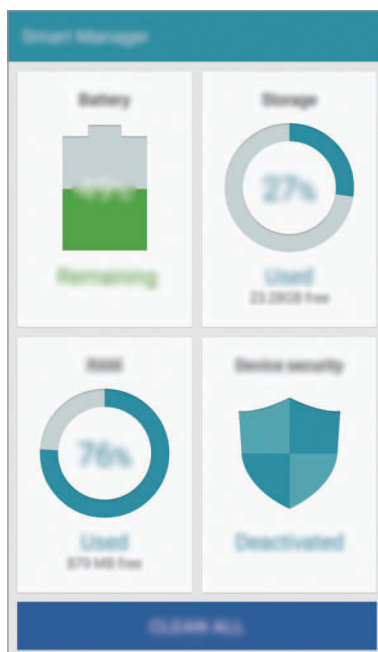 Smart Manager
Battery
Storage
49%
27%
Remaining
Used
23.28GB free
RAM
Device security
76%
Used
879 MB free
Deactivated
CLEAN ALL